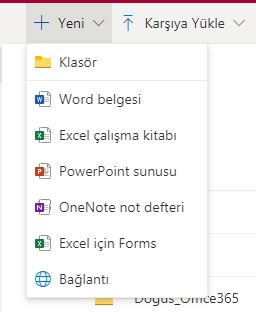 Yeni
Karşıya Yükle
Klasör
Word belgesi
Excel çalışma kitabı
PowerPoint sunusu
OneNote not defteri
Excel için Forms
Bağlantı
Dogus_Office365